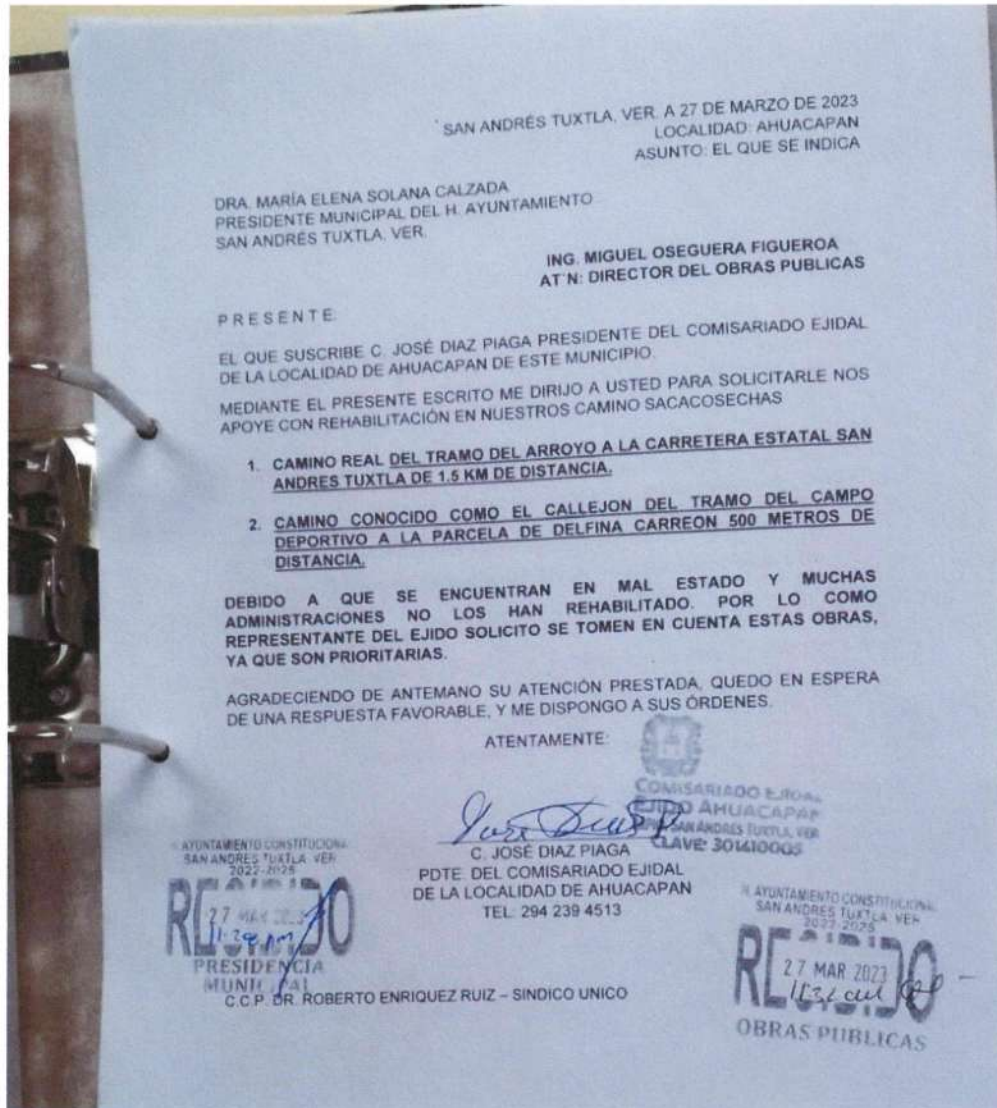 SAN ANDRÉS TUXTLA, VER. A 27 DE MARZO DE 2023
LOCALIDAD: AHUACAPAN
ASUNTO: EL QUE SE INDICA
DRA. MARÍA ELENA SOLANA CALZADA
PRESIDENTE MUNICIPAL DEL H. AYUNTAMIENTO
SAN ANDRÉS TUXTLA, VER.
ING. MIGUEL OSEGUERA FIGUEROA
AT´N: DIRECTOR DEL OBRAS PUBLICAS
P R E S E N T E.
EL QUE SUSCRIBE C. JOSÉ DIAZ PIAGA PRESIDENTE DEL COMISARIADO EJIDAL
DE LA LOCALIDAD DE AHUACAPAN DE ESTE MUNICIPIO.
MEDIANTE EL PRESENTE ESCRITO ME DIRIJO A USTED PARA SOLICITARLE NOS
APOYE CON REHABILITACIÓN EN NUESTROS CAMINO SACACOSECHAS
1. CAMINO REAL DEL TRAMO DEL ARROYO A LA CARRETERA ESTATAL SAN
ANDRES TUXTLA DE 1.5 KM DE DISTANCIA.
2. CAMINO CONOCIDO COMO EL CALLEJON DEL TRAMO DEL CAMPO
DEPORTIVO A LA PARCELA DE DELFINA CARREON 500 METROS DE
DISTANCIA.
DEBIDO A QUE SE ENCUENTRAN EN MAL ESTADO Y MUCHAS
ADMINISTRACIONES NO LOS HAN REHABILITADO. POR LO COMO
REPRESENTANTE DEL EJIDO SOLICITO SE TOMEN EN CUENTA ESTAS OBRAS,
YA QUE SON PRIORITARIAS.
AGRADECIENDO DE ANTEMANO SU ATENCIÓN PRESTADA, QUEDO EN ESPERA
DE UNA RESPUESTA FAVORABLE, Y ME DISPONGO A SUS ÓRDENES.
ATENTAMENTE:
COMISARIADO EJIDAL
EJIDO AHUACAPAN
SAN ANDRES TUXTLA, VER
CLAVE: 301410005
C. JOSÉ DIAZ PIAGA
PDTE. DEL COMISARIADO EJIDAL
DE LA LOCALIDAD DE AHUACAPAN
TEL: 294 239 4513
AYUNTAMIENTO CONSTITUCIONAL
SAN ANDRES TUXTLA VER
2022-2025
RECIBIDO
27 MAR
PRESIDENCIA
MUNICIPAL
C.C.P. DR. ROBERTO ENRIQUEZ RUIZ – SINDICO UNICO
H. AYUNTAMIENTO CONSTITUCIONAL
SAN ANDRES TUXTLA VER
2022-2025
RECIBIDO
27 MAR 2023
OBRAS PUBLICAS